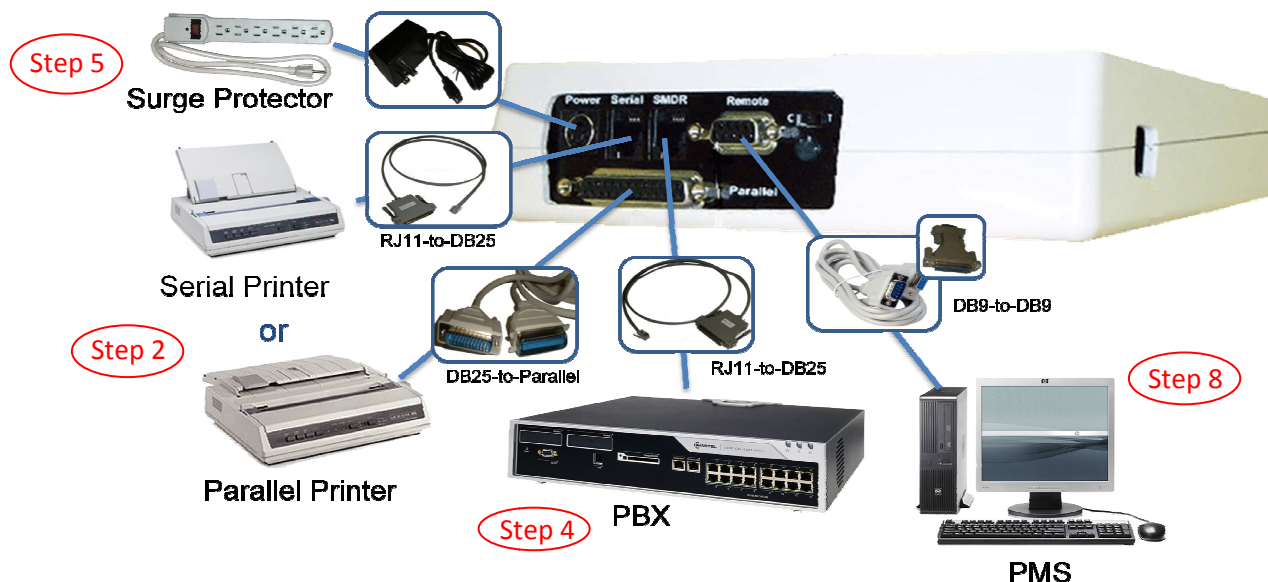 Step 5
Surge Protector
Power Serial SMDR Remote
C T
Parallel
RJ11-to-DB25
Serial Printer
or
Step 2
DB25-to-Parallel
RJ11-to-DB25
DB9-to-DB9
Step 8
Parallel Printer
PBX
Step 4
PMS